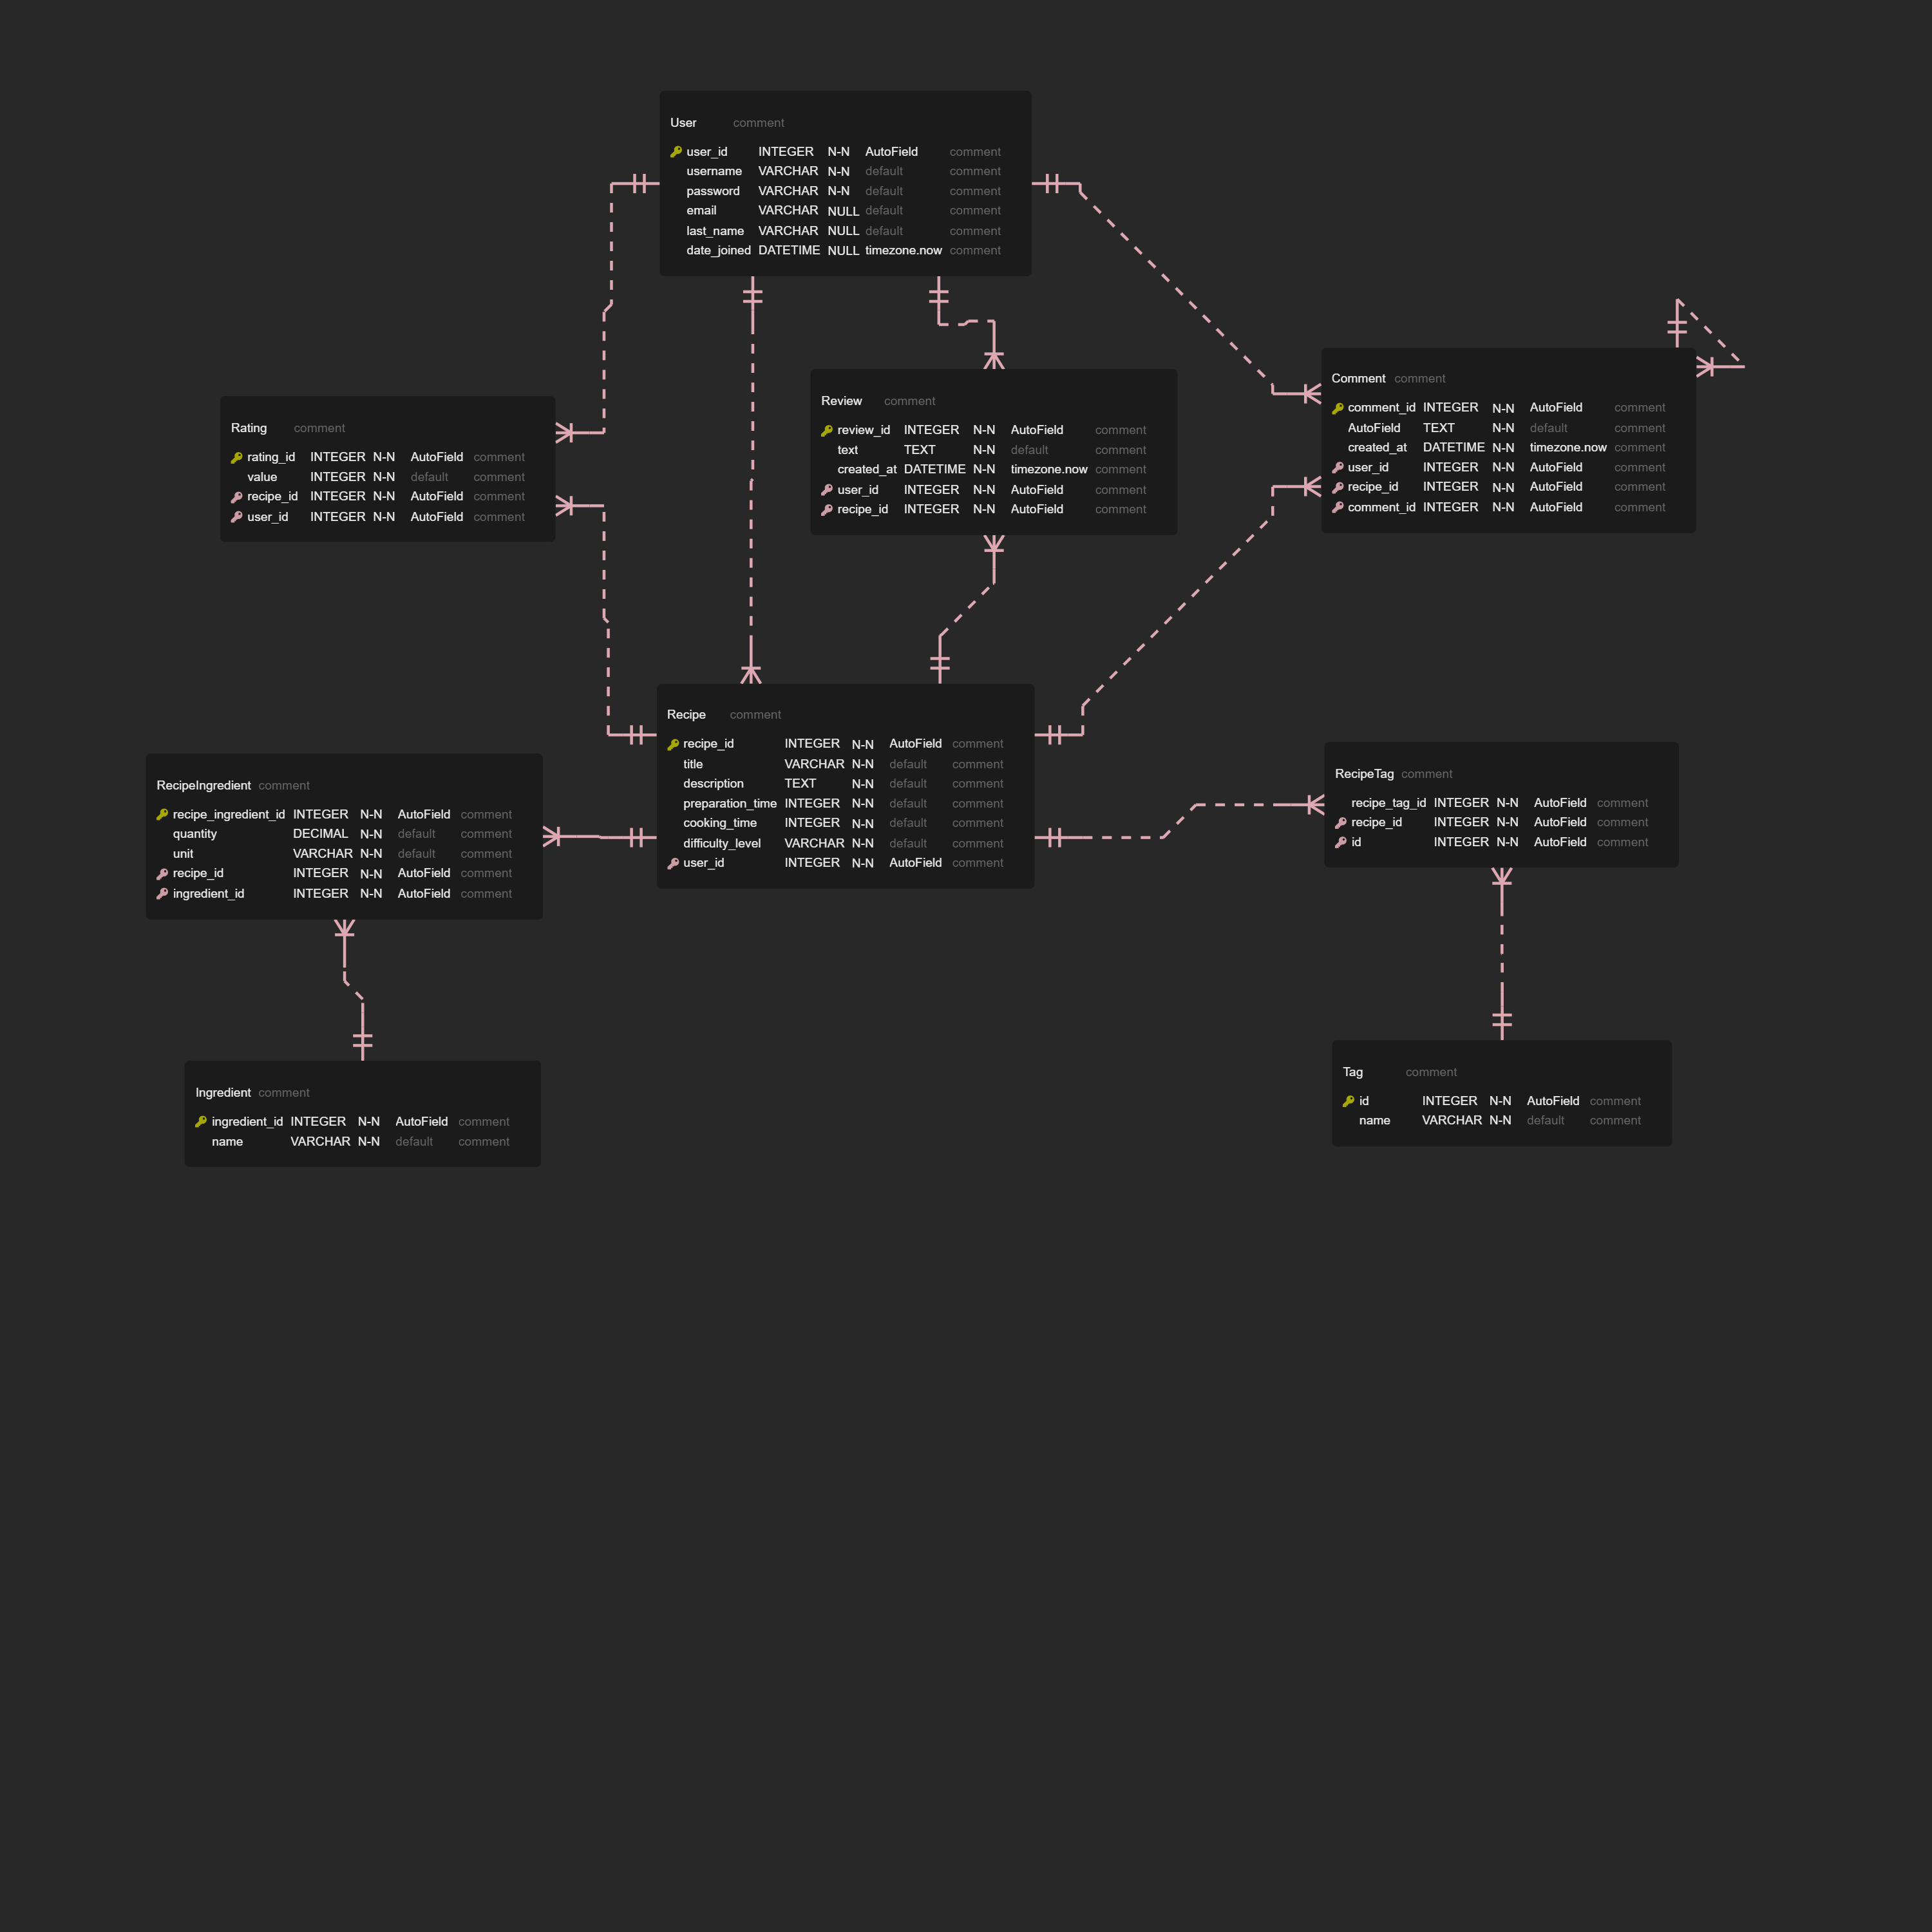 User comment
user_id INTEGER N-N AutoField comment
username VARCHAR N-N default comment
password VARCHAR N-N default comment
email VARCHAR NULL default comment
last_name VARCHAR NULL default comment
date_joined DATETIME NULL timezone.now comment
Comment comment
comment_id INTEGER N-N AutoField comment
AutoField TEXT N-N default comment
created_at DATETIME N-N timezone.now comment
user_id INTEGER N-N AutoField comment
recipe_id INTEGER N-N AutoField comment
comment_id INTEGER N-N AutoField comment
Review comment
review_id INTEGER N-N AutoField comment
text TEXT N-N default comment
created_at DATETIME N-N timezone.now comment
user_id INTEGER N-N AutoField comment
recipe_id INTEGER N-N AutoField comment
Rating comment
rating_id INTEGER N-N AutoField comment
value INTEGER N-N default comment
recipe_id INTEGER N-N AutoField comment
user_id INTEGER N-N AutoField comment
Recipe comment
recipe_id INTEGER N-N AutoField comment
title VARCHAR N-N default comment
description TEXT N-N default comment
preparation_time INTEGER N-N default comment
cooking_time INTEGER N-N default comment
difficulty_level VARCHAR N-N default comment
user_id INTEGER N-N AutoField comment
RecipeIngredient comment
recipe_ingredient_id INTEGER N-N AutoField comment
quantity DECIMAL N-N default comment
unit VARCHAR N-N default comment
recipe_id INTEGER N-N AutoField comment
ingredient_id INTEGER N-N AutoField comment
RecipeTag comment
recipe_tag_id INTEGER N-N AutoField comment
recipe_id INTEGER N-N AutoField comment
id INTEGER N-N AutoField comment
Ingredient comment
ingredient_id INTEGER N-N AutoField comment
name VARCHAR N-N default comment
Tag comment
id INTEGER N-N AutoField comment
name VARCHAR N-N default comment